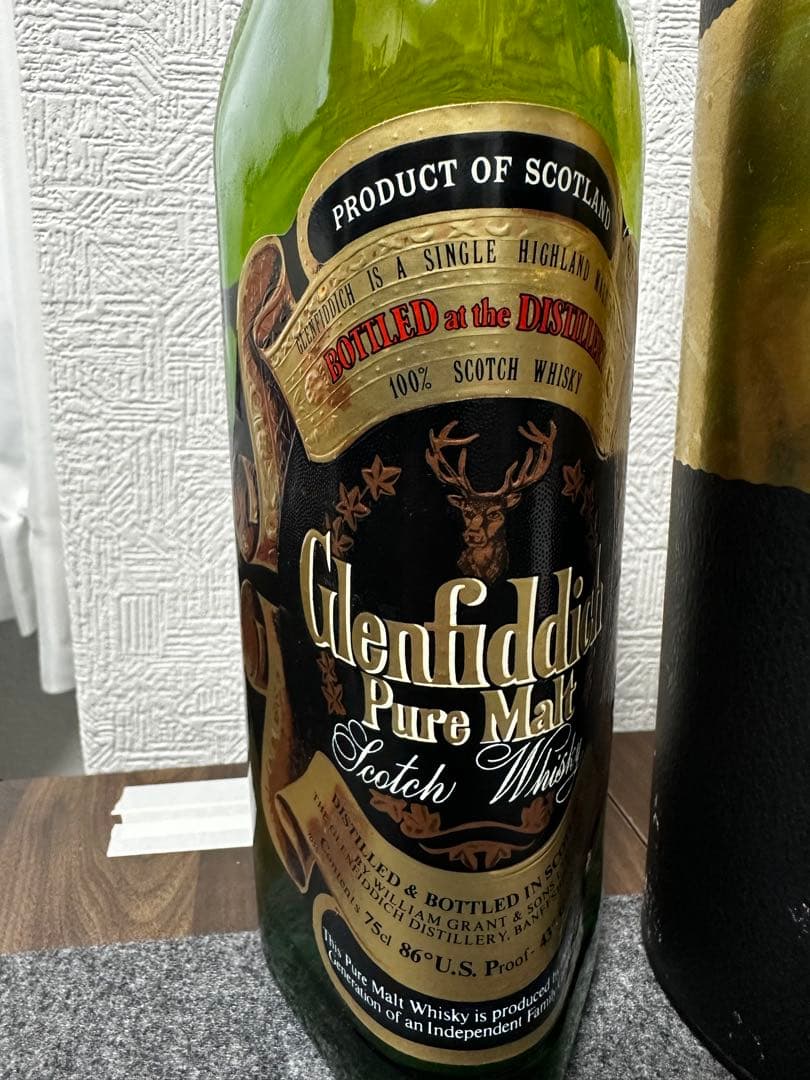 PRODUCT OF SCOTLAND
GLENFIDDICH IS A SINGLE HIGHLAND
BOTTLED at the
100% SCOTCH WHISKY
Glenfiddich
Pure Malt
Scotch Whisky
DISTILLED & BOTTLED IN
BY WILLIAM GRANT & SONS
THE GLENFIDDICH DISTILLERY,
Contents 75cl 86° U.S. Proof-
This Pure Malt Whisky is produced
Generation of an Independent Family